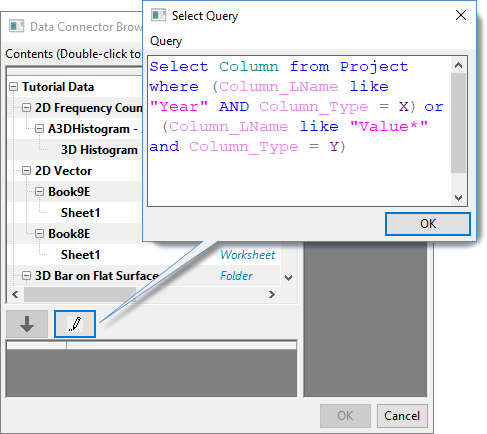 Data Connector Brow
Select Query
Contents (Double-click to
Query
Select Column from Project
where (Column_LName like
"Year" AND Column_Type = X) or
(Column_LName like "Value*"
and Column_Type = Y)
OK
Tutorial Data
2D Frequency Coun
A3DHistogram -
3D Histogram
2D Vector
Book9E
Sheet1
Book8E
Sheet1 Worksheet
3D Bar on Flat Surface Folder
OK Cancel